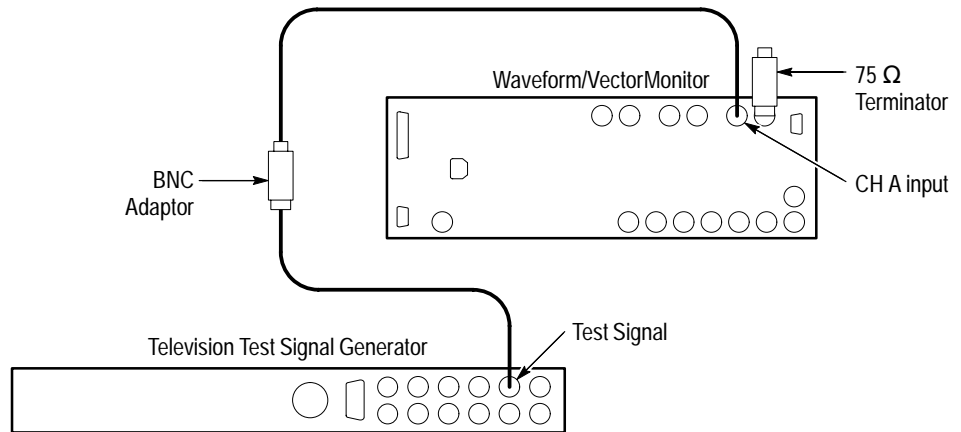 Waveform/VectorMonitor
75 Ω
Terminator
BNC
Adaptor
CH A input
Test Signal
Television Test Signal Generator